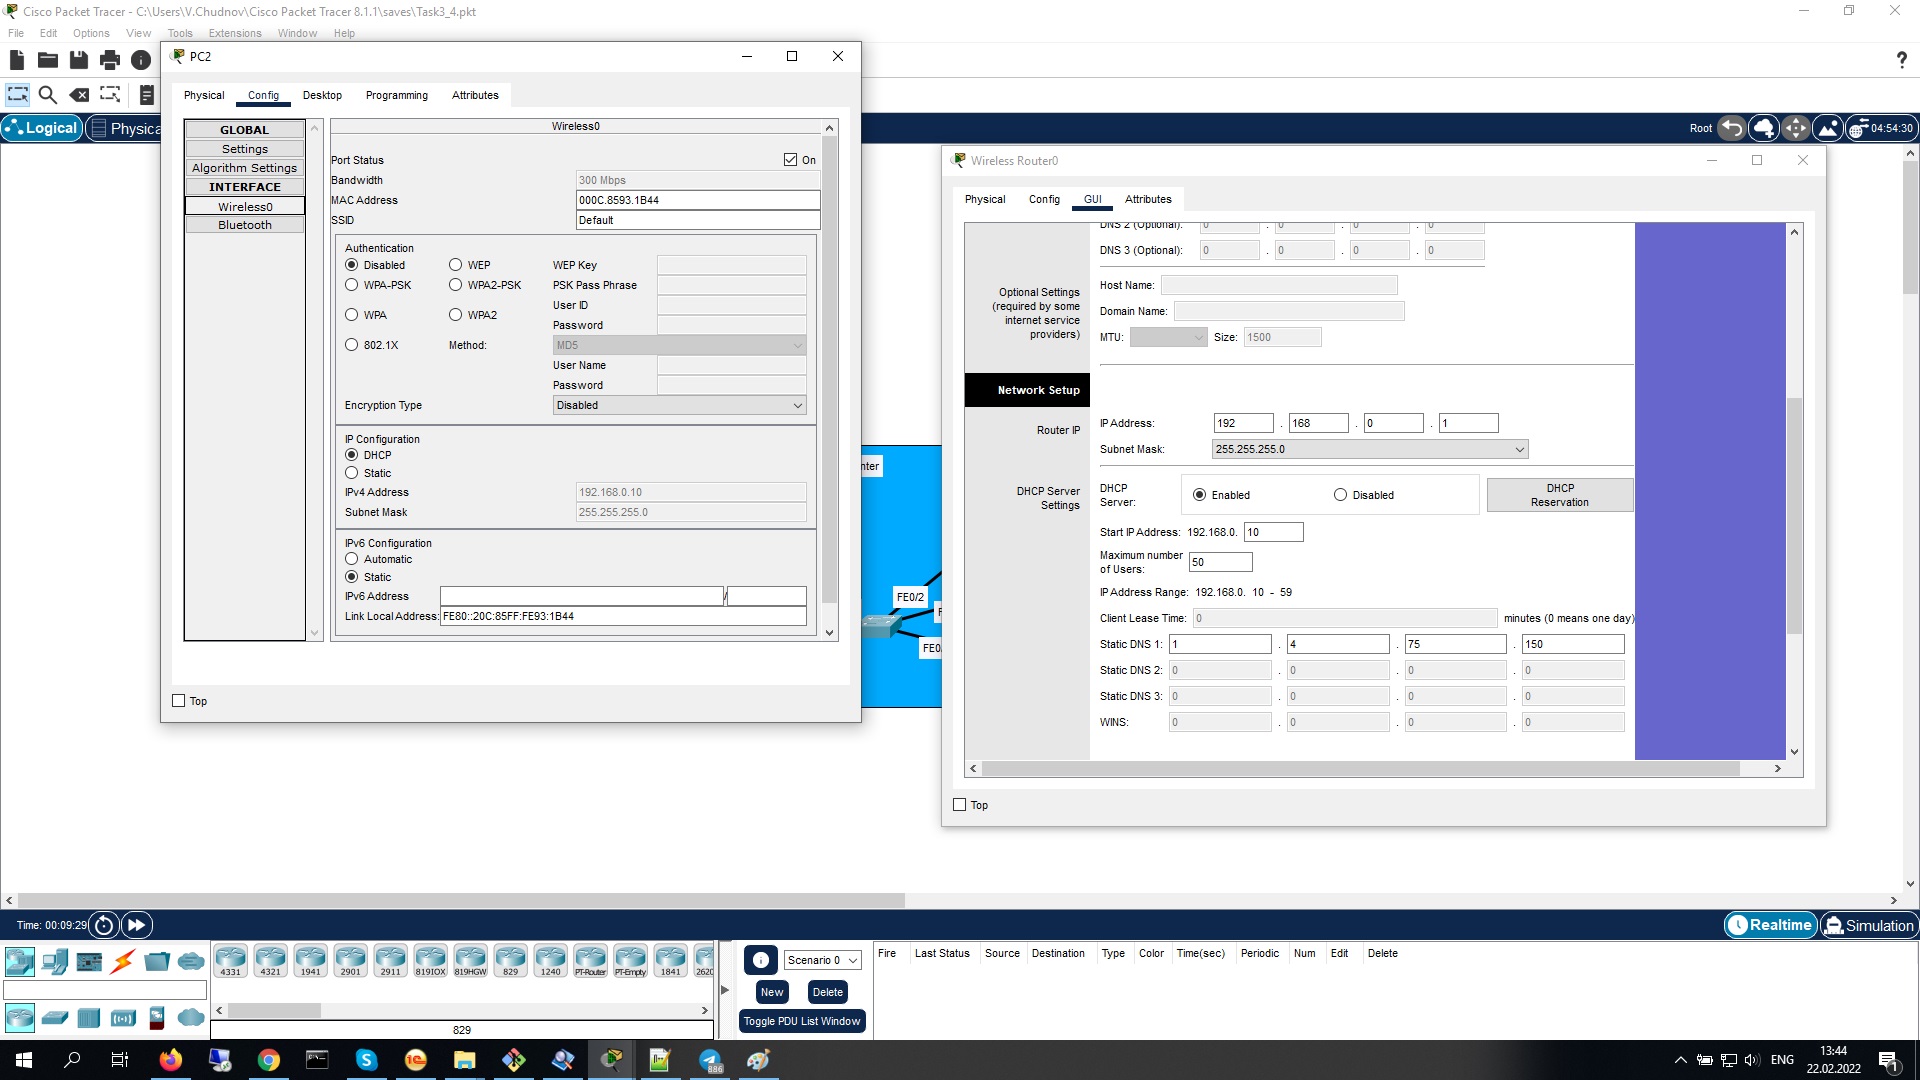 Cisco Packet Tracer - C:\Users\V.Chudnov\Cisco Packet Tracer 8.1.1\saves\Task3_4.pkt
File Edit Options View Tools Extensions Window Help
PC2
Physical Config Desktop Programming Attributes
GLOBAL
Settings
Algorithm Settings
INTERFACE
Wireless0
Bluetooth
Wireless0
Port Status On
Bandwidth 300 Mbps
MAC Address 000C.8593.1B44
SSID Default
Authentication
Disabled WEP WEP Key
WPA-PSK WPA2-PSK PSK Pass Phrase
User ID
WPA WPA2
Password
802.1X Method: MD5
User Name
Password
Encryption Type Disabled
IP Configuration
DHCP
Static
IPv4 Address 192.168.0.10
Subnet Mask 255.255.255.0
IPv6 Configuration
Automatic
Static
IPv6 Address /
Link Local Address: FE80::20C:85FF:FE93:1B44
Top
Logical Physica
Root 04:54:30
nter
FE0/2
F
FE0
Wireless Router0
Physical Config GUI Attributes
DNS 2 (Optional): 0 . 0 . 0 . 0
DNS 3 (Optional): 0 . 0 . 0 . 0
Optional Settings
(required by some
internet service
providers)
Host Name:
Domain Name:
MTU: Size: 1500
Network Setup
Router IP
IP Address: 192 . 168 . 0 . 1
Subnet Mask: 255.255.255.0
DHCP Server
Settings
DHCP
Server: Enabled Disabled
DHCP
Reservation
Start IP Address: 192.168.0. 10
Maximum number
of Users: 50
IP Address Range: 192.168.0. 10 - 59
Client Lease Time: 0 minutes (0 means one day)
Static DNS 1: 1 . 4 . 75 . 150
Static DNS 2: 0 . 0 . 0 . 0
Static DNS 3: 0 . 0 . 0 . 0
WINS: 0 . 0 . 0 . 0
Top
Time: 00:09:29
Realtime Simulation
4331 4321 1941 2901 2911 819IOX 819HGW 829 1240 PT-Router PT-Empty 1841 2620
829
Scenario 0
New Delete
Toggle PDU List Window
Fire Last Status Source Destination Type Color Time(sec) Periodic Num Edit Delete
886
ENG
13:44
22.02.2022
1